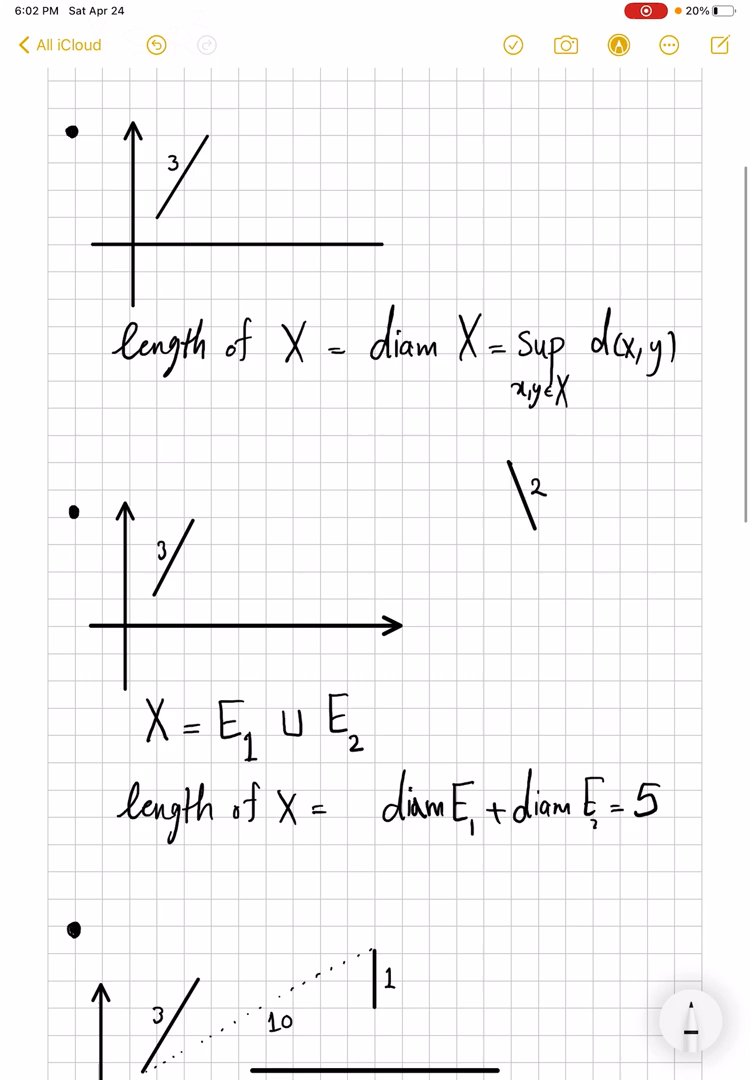 6:02 PM Sat Apr 24
20%
All iCloud
3
length of X = diam X = sup d(x,y)
x,y∈X
2
3
X = E₁ ∪ E₂
length of X = diam E₁ + diam E₂ = 5
1
3
10